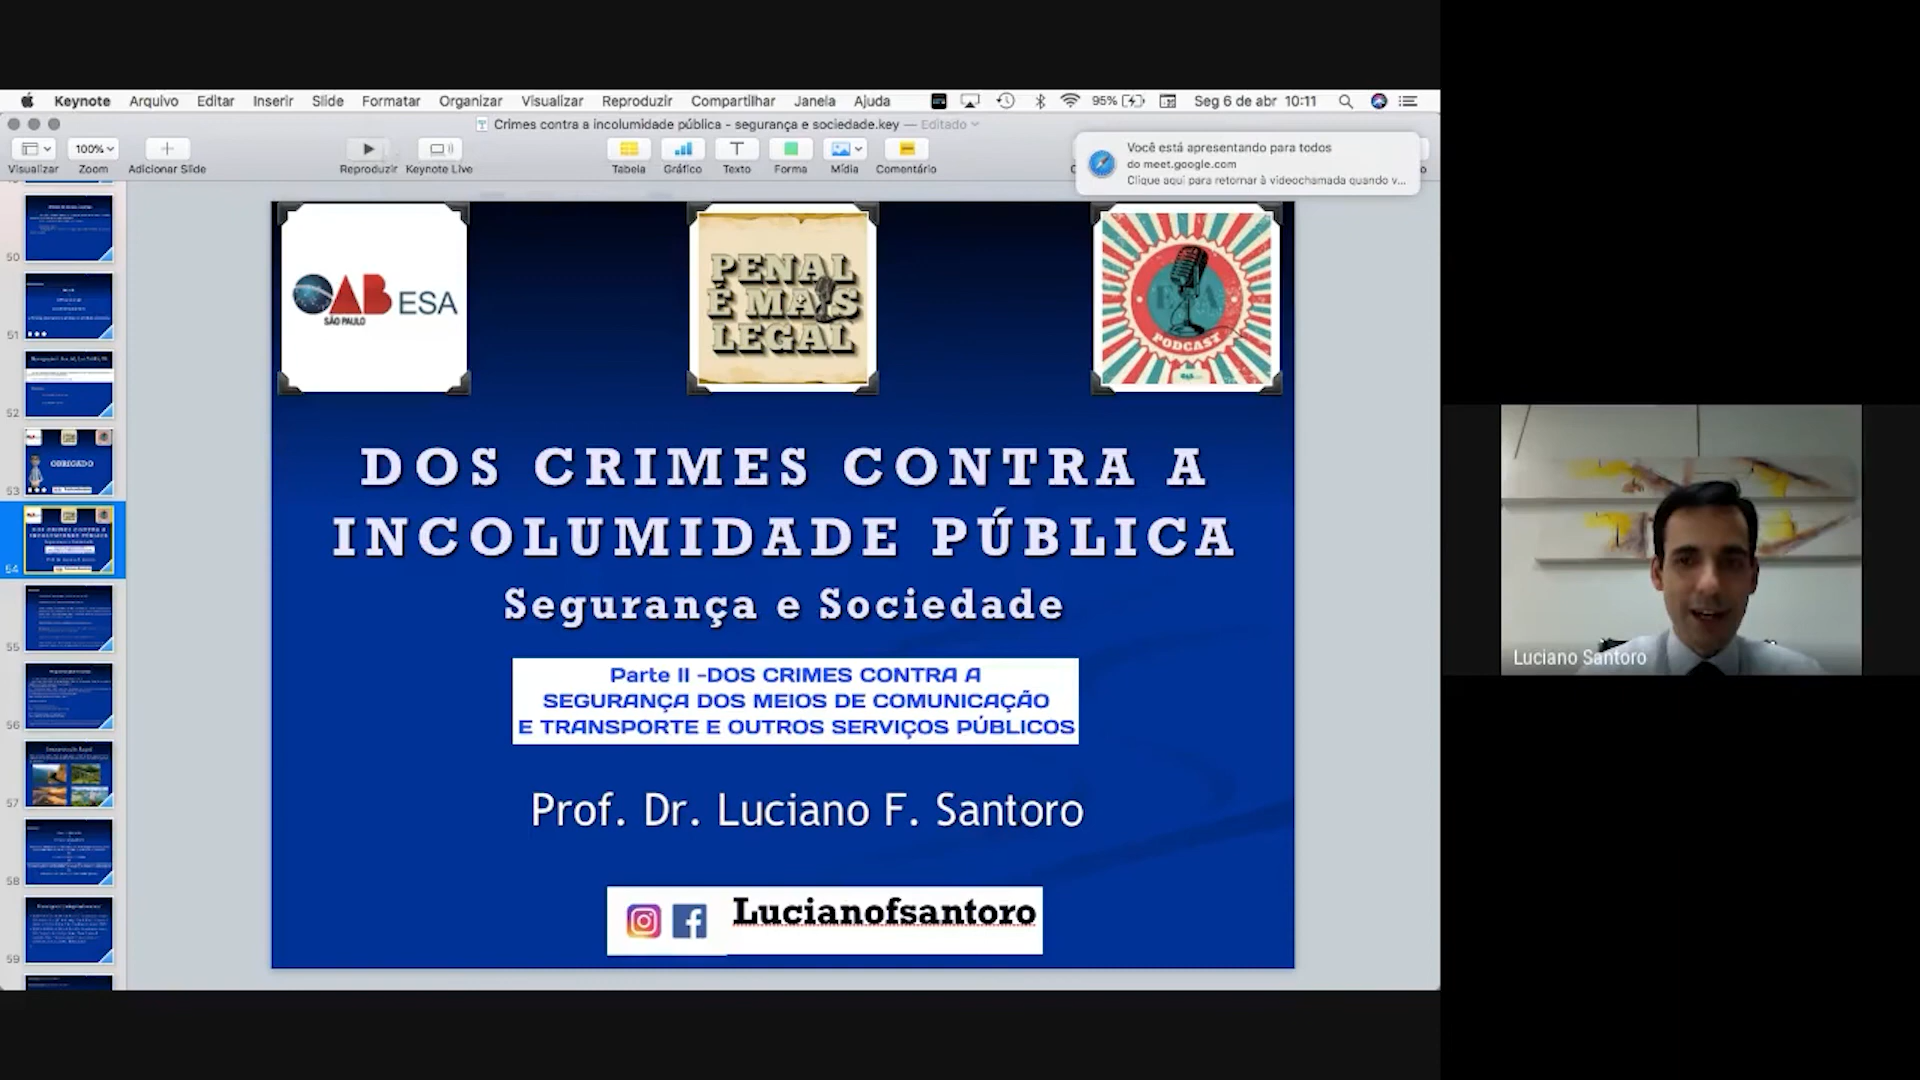 Keynote Arquivo Editar Inserir Slide Formatar Organizar Visualizar Reproduzir Compartilhar Janela Ajuda 95% Seg 6 de abr 10:11
Crimes contra a incolumidade pública - segurança e sociedade.key — Editado
100%
Visualizar Zoom Adicionar Slide Reproduzir Keynote Live Tabela Gráfico Texto Forma Mídia Comentário
Você está apresentando para todos
do meet.google.com
Clique aqui para retornar à videochamada quando v...
OAB ESA
SÃO PAULO
PENAL
É MAIS
LEGAL
ESA
PODCAST
DOS CRIMES CONTRA A
INCOLUMIDADE PÚBLICA
Segurança e Sociedade
Parte II -DOS CRIMES CONTRA A
SEGURANÇA DOS MEIOS DE COMUNICAÇÃO
E TRANSPORTE E OUTROS SERVIÇOS PÚBLICOS
Prof. Dr. Luciano F. Santoro
Lucianofsantoro
50
51
52
OBRIGADO
53
54
55
56
57
58
59
Luciano Santoro